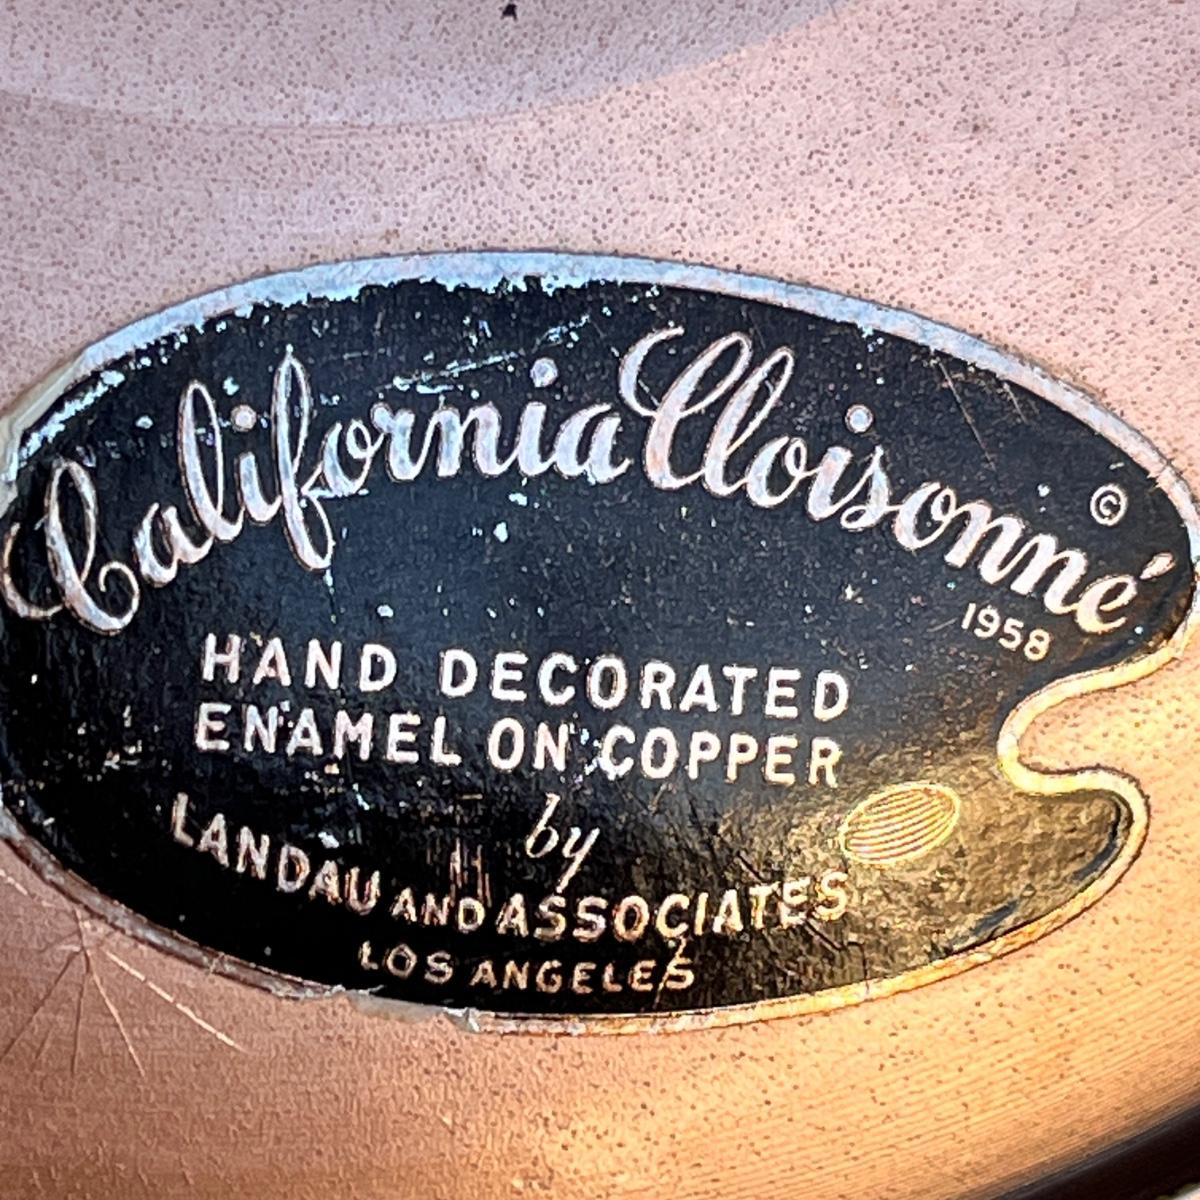 California Cloisonné ©
1958
HAND DECORATED
ENAMEL ON COPPER
by
LANDAU AND ASSOCIATES
LOS ANGELES